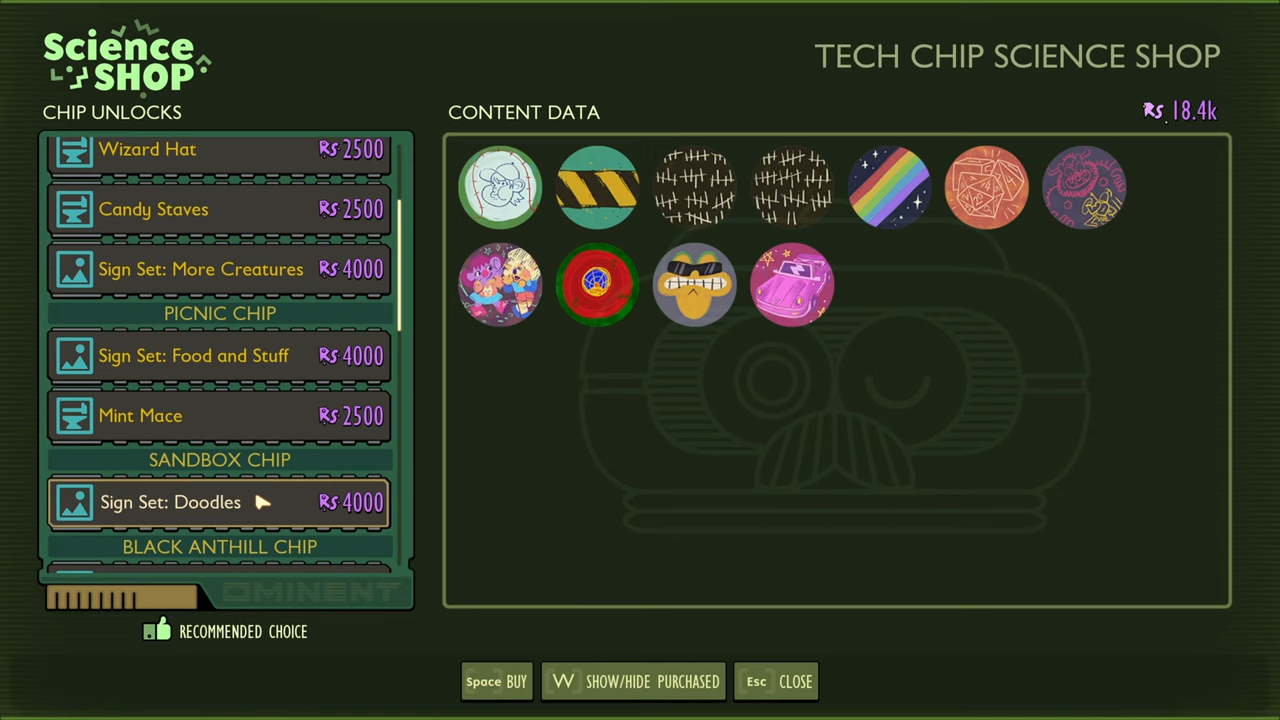 Science
SHOP
TECH CHIP SCIENCE SHOP
CHIP UNLOCKS
CONTENT DATA
RS 18.4k
Wizard Hat RS 2500
Candy Staves RS 2500
Sign Set: More Creatures RS 4000
PICNIC CHIP
Sign Set: Food and Stuff RS 4000
Mint Mace RS 2500
SANDBOX CHIP
Sign Set: Doodles RS 4000
BLACK ANTHILL CHIP
OMINENT
RECOMMENDED CHOICE
Space BUY
W SHOW/HIDE PURCHASED
Esc CLOSE